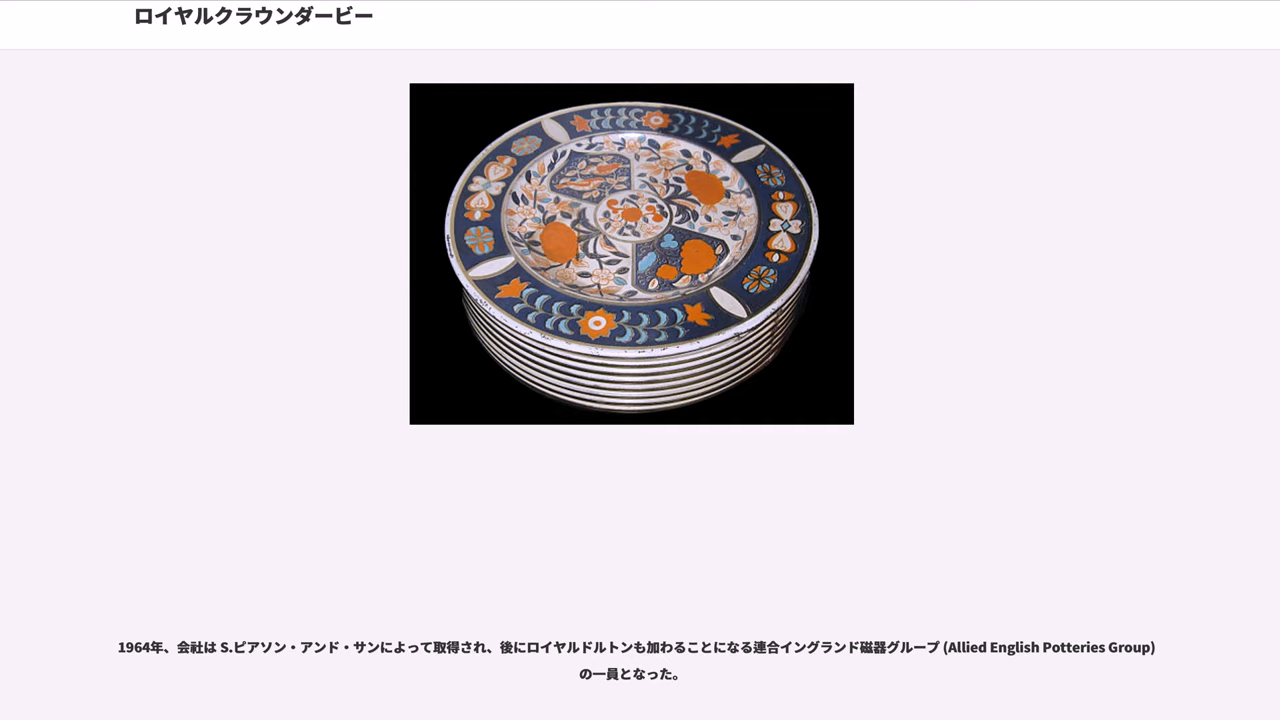 ロイヤルクラウンダービー
1964年、会社は S.ピアソン・アンド・サンによって取得され、後にロイヤルドルトンも加わることになる連合イングランド磁器グループ (Allied English Potteries Group)
の一員となった。